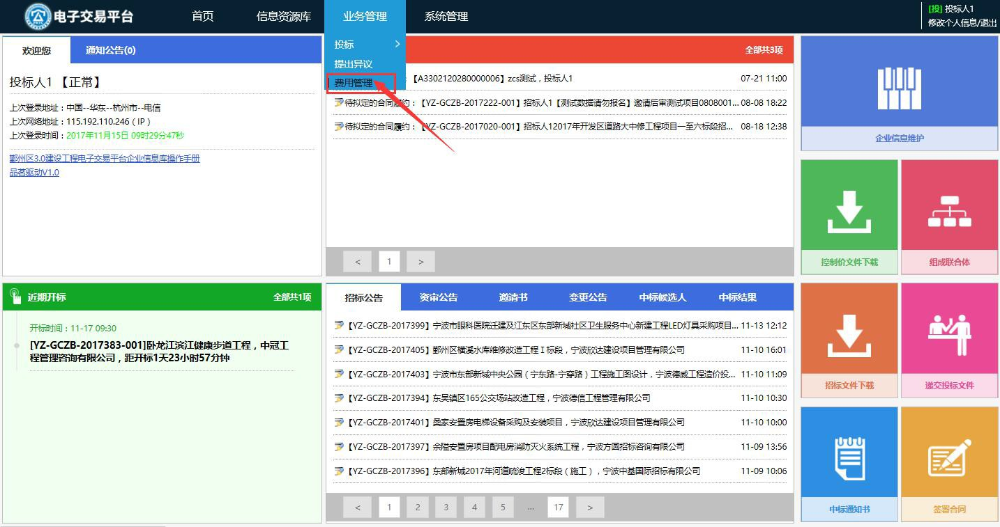 电子交易平台
首页
信息资源库
业务管理
系统管理
[投] 投标人1
修改个人信息/退出
投标 >
提出异议
费用管理
欢迎您
通知公告(0)
投标人1 【正常】
上次登录地址：中国--华东--杭州市--电信
上次网络地址：115.192.110.246（IP）
上次登录时间：2017年11月15日 09时29分47秒
鄞州区3.0建设工程电子交易平台企业信息库操作手册
品茗驱动V1.0
全部共3项
【A3302120280000006】zcs测试，投标人1 07-21 11:00
待拟定的合同履约：【YZ-GCZB-2017222-001】招标人1【测试数据请勿报名】邀请后审测试项目0808001... 08-08 18:22
待拟定的合同履约：【YZ-GCZB-2017020-001】招标人12017年开发区道路大中修工程项目一至六标段招... 08-18 12:38
< 1 >
企业信息维护
控制价文件下载
组成联合体
近期开标
全部共1项
开标时间：11-17 09:30
[YZ-GCZB-2017383-001]卧龙江滨江健康步道工程，中冠工
程管理咨询有限公司，距开标1天23小时57分钟
招标公告
资审公告
邀请书
变更公告
中标候选人
中标结果
【YZ-GCZB-2017399】宁波市眼科医院迁建及江东区东部新城社区卫生服务中心新建工程LED灯具采购项目... 11-13 12:12
【YZ-GCZB-2017405】鄞州区横溪水库维修改造工程Ⅰ标段，宁波欣达建设项目管理有限公司 11-10 16:01
【YZ-GCZB-2017403】宁波市东部新城中央公园（宁东路-宁穿路）工程施工图设计，宁波德威工程造价投... 11-10 11:09
【YZ-GCZB-2017394】东吴镇区165公交场站改造工程，宁波德信工程管理有限公司 11-10 10:30
【YZ-GCZB-2017401】桑家安置房电梯设备采购及安装项目，宁波欣达建设项目管理有限公司 11-10 10:00
【YZ-GCZB-2017397】余隘安置房项目配电房消防灭火系统工程，宁波方圆招标咨询有限公司 11-09 13:56
【YZ-GCZB-2017396】东部新城2017年河道疏浚工程2标段（施工），宁波中基国际招标有限公司 11-09 10:06
< 1 2 3 4 5 ... 17 >
招标文件下载
递交投标文件
中标通知书
签署合同